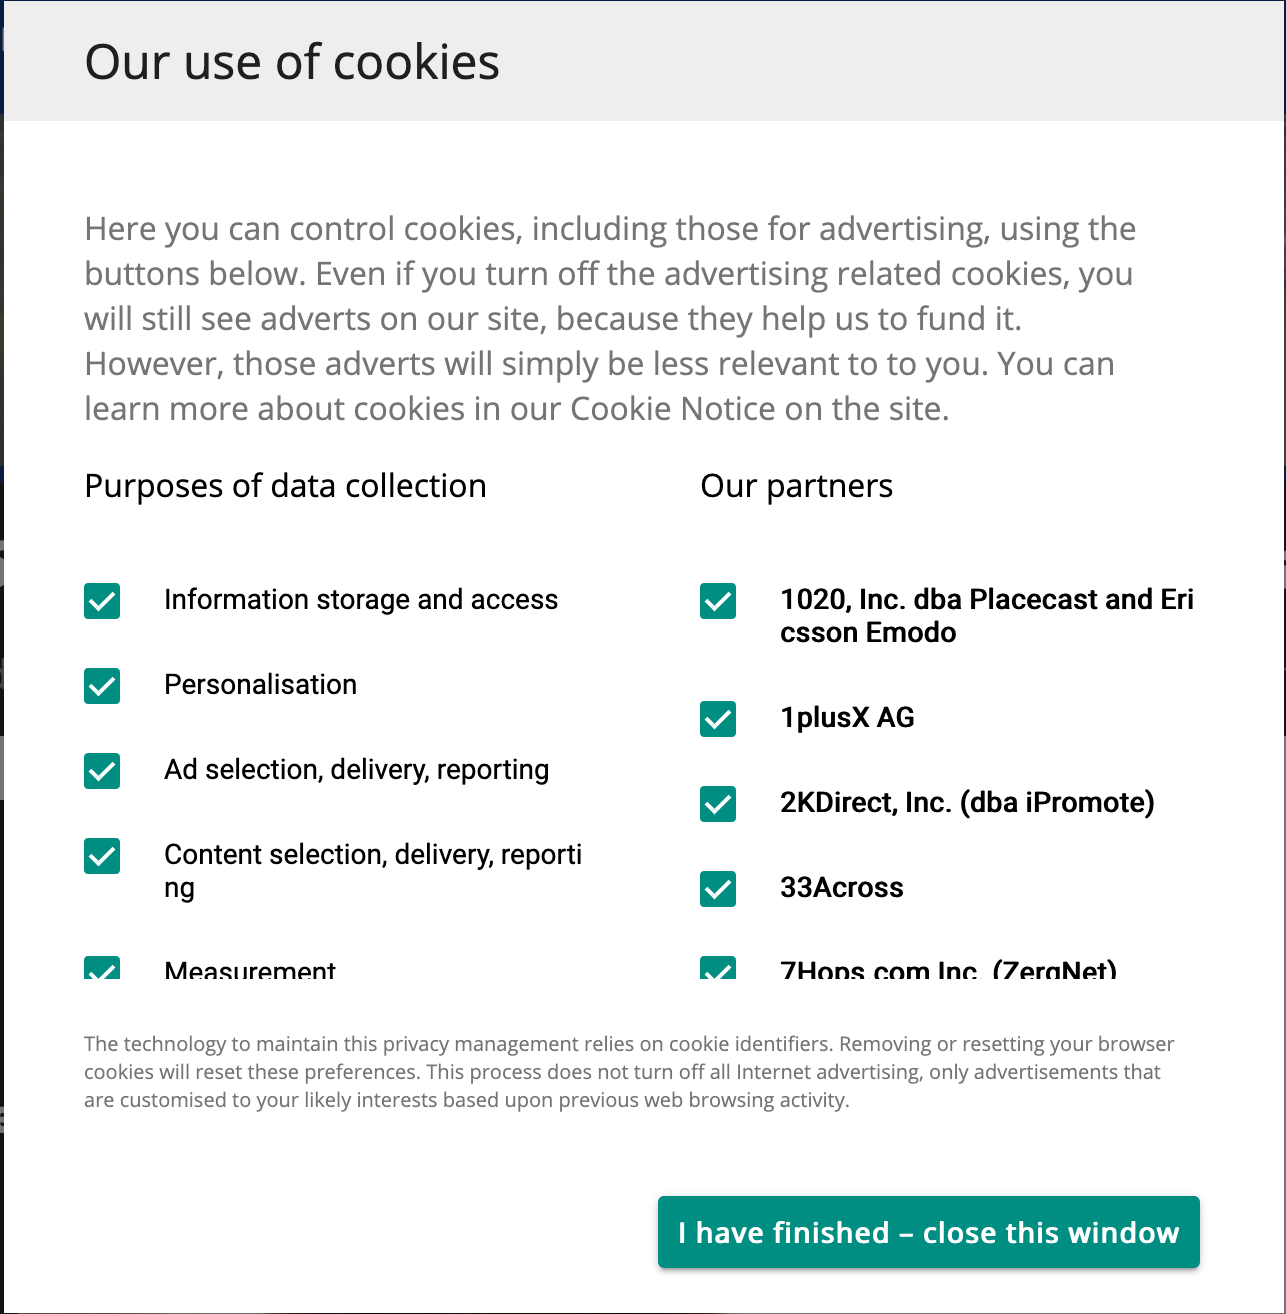 Our use of cookies
Here you can control cookies, including those for advertising, using the
buttons below. Even if you turn off the advertising related cookies, you
will still see adverts on our site, because they help us to fund it.
However, those adverts will simply be less relevant to to you. You can
learn more about cookies in our Cookie Notice on the site.
Purposes of data collection
Information storage and access
Personalisation
Ad selection, delivery, reporting
Content selection, delivery, reporti
ng
Measurement
Our partners
1020, Inc. dba Placecast and Eri
csson Emodo
1plusX AG
2KDirect, Inc. (dba iPromote)
33Across
7Hops.com Inc. (ZergNet)
The technology to maintain this privacy management relies on cookie identifiers. Removing or resetting your browser
cookies will reset these preferences. This process does not turn off all Internet advertising, only advertisements that
are customised to your likely interests based upon previous web browsing activity.
I have finished – close this window